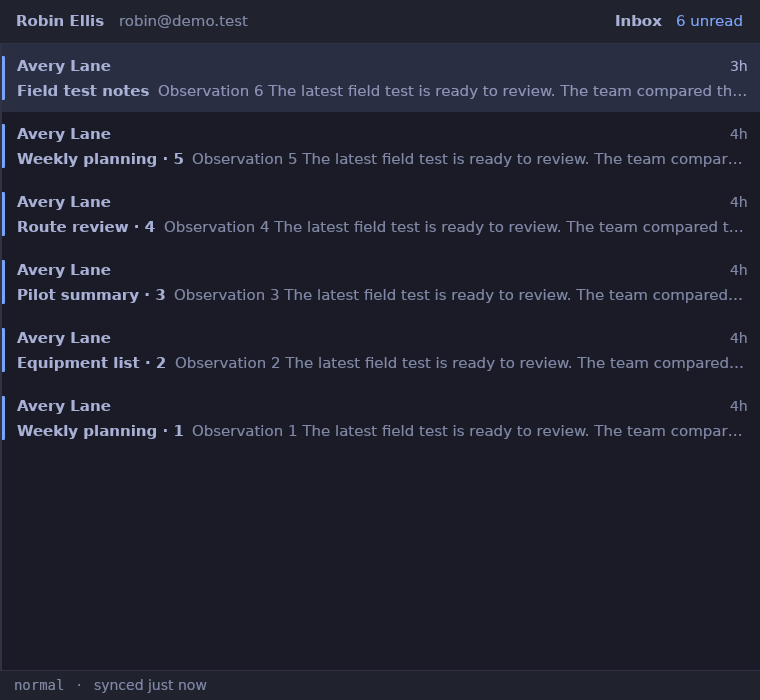 Robin Ellis robin@demo.test Inbox 6 unread
Avery Lane 3h
Field test notes Observation 6 The latest field test is ready to review. The team compared th…
Avery Lane 4h
Weekly planning · 5 Observation 5 The latest field test is ready to review. The team compar…
Avery Lane 4h
Route review · 4 Observation 4 The latest field test is ready to review. The team compared t…
Avery Lane 4h
Pilot summary · 3 Observation 3 The latest field test is ready to review. The team compared…
Avery Lane 4h
Equipment list · 2 Observation 2 The latest field test is ready to review. The team compared…
Avery Lane 4h
Weekly planning · 1 Observation 1 The latest field test is ready to review. The team compar…
normal · synced just now